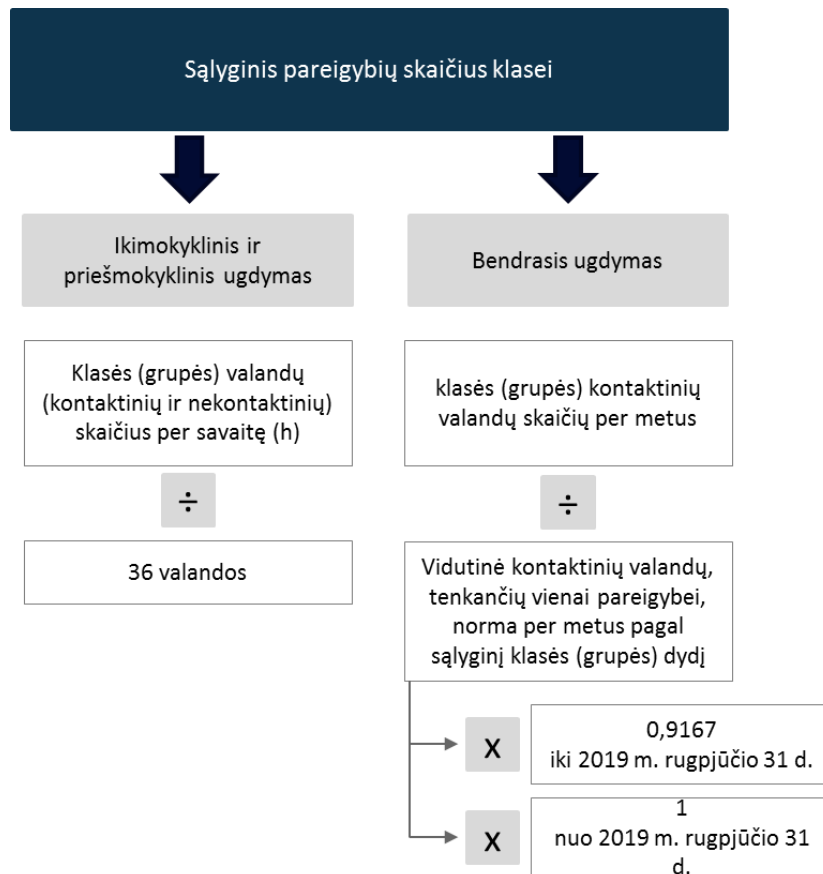 Sąlyginis pareigybių skaičius klasei
Ikimokyklinis ir
priešmokyklinis ugdymas
Klasės (grupės) valandų
(kontaktinių ir nekontaktinių)
skaičius per savaitę (h)
÷
36 valandos
Bendrasis ugdymas
klasės (grupės) kontaktinių
valandų skaičių per metus
÷
Vidutinė kontaktinių valandų,
tenkančių vienai pareigybei,
norma per metus pagal
sąlyginį klasės (grupės) dydį
x
0,9167
iki 2019 m. rugpjūčio 31 d.
x
1
nuo 2019 m. rugpjūčio 31
d.